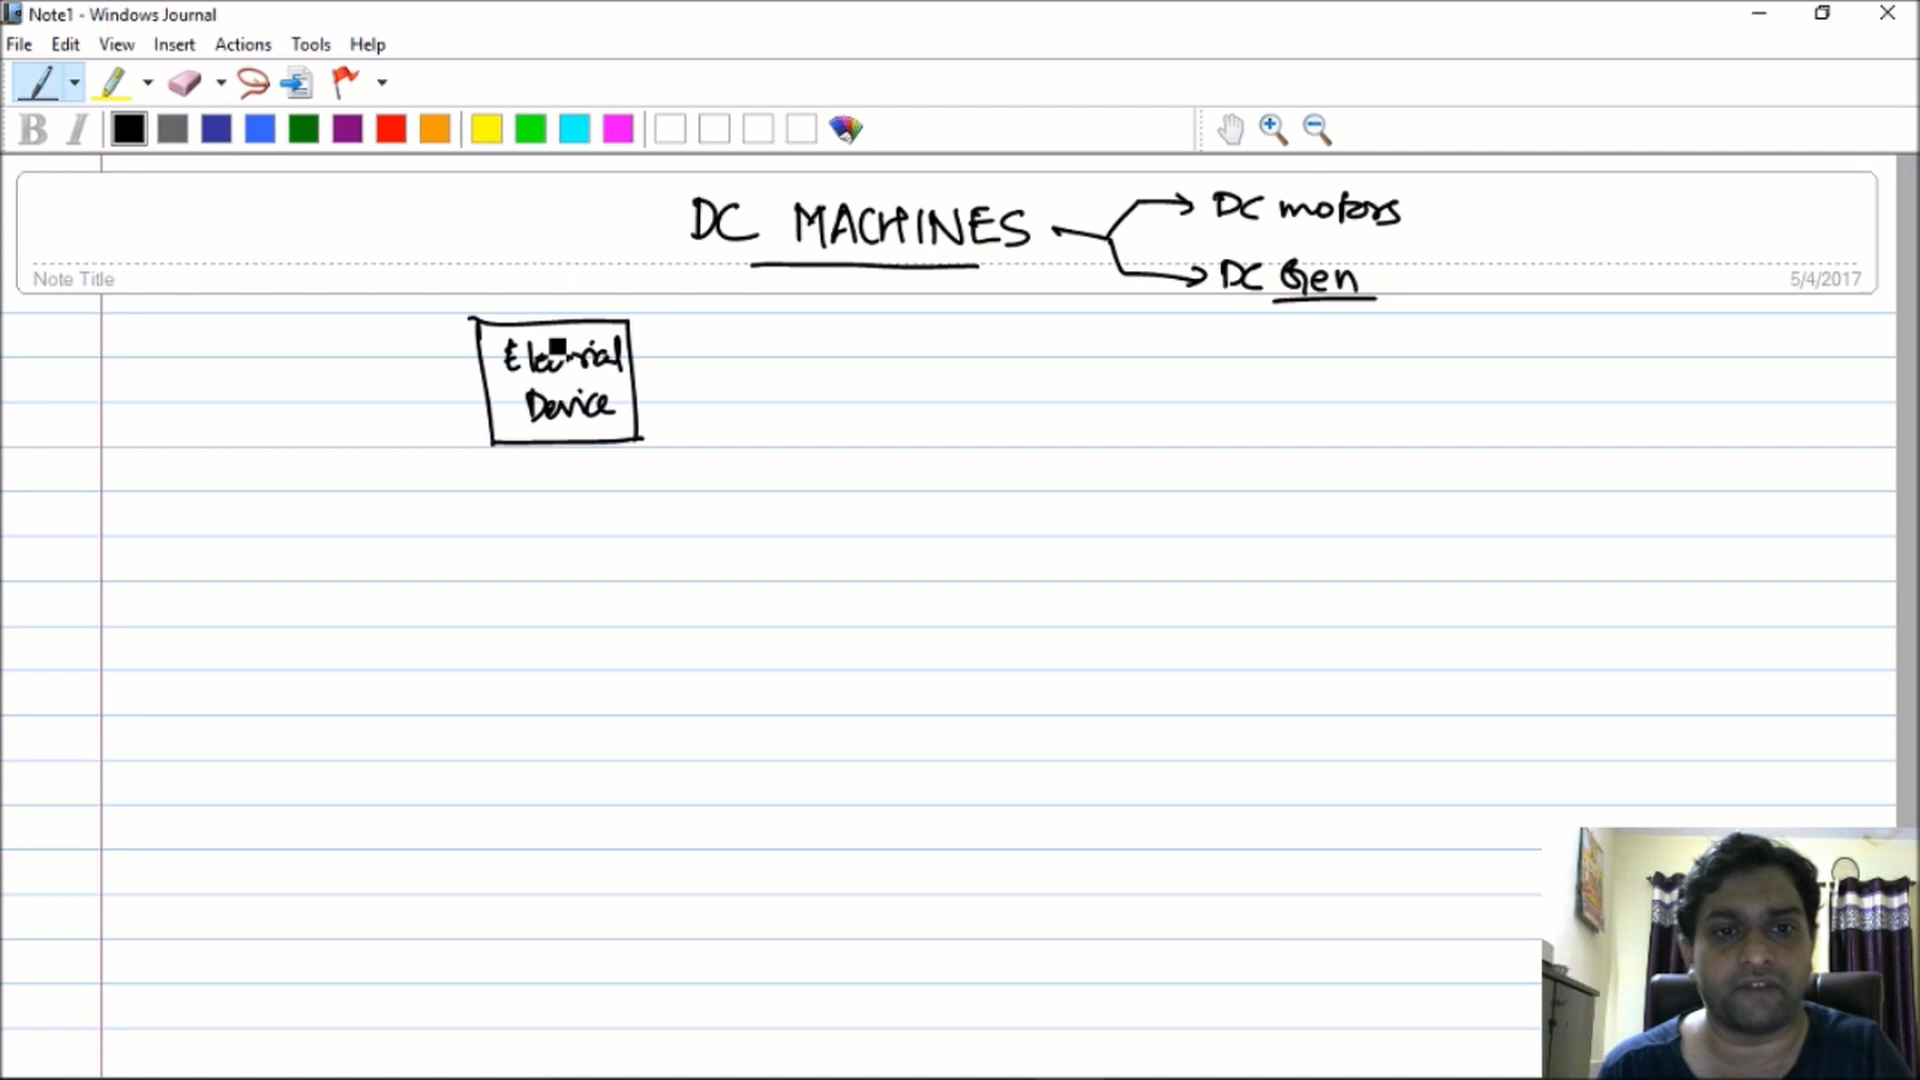 Note1 - Windows Journal
File Edit View Insert Actions Tools Help
B I
DC MACHINES
DC motors
DC Gen
Note Title
5/4/2017
Device